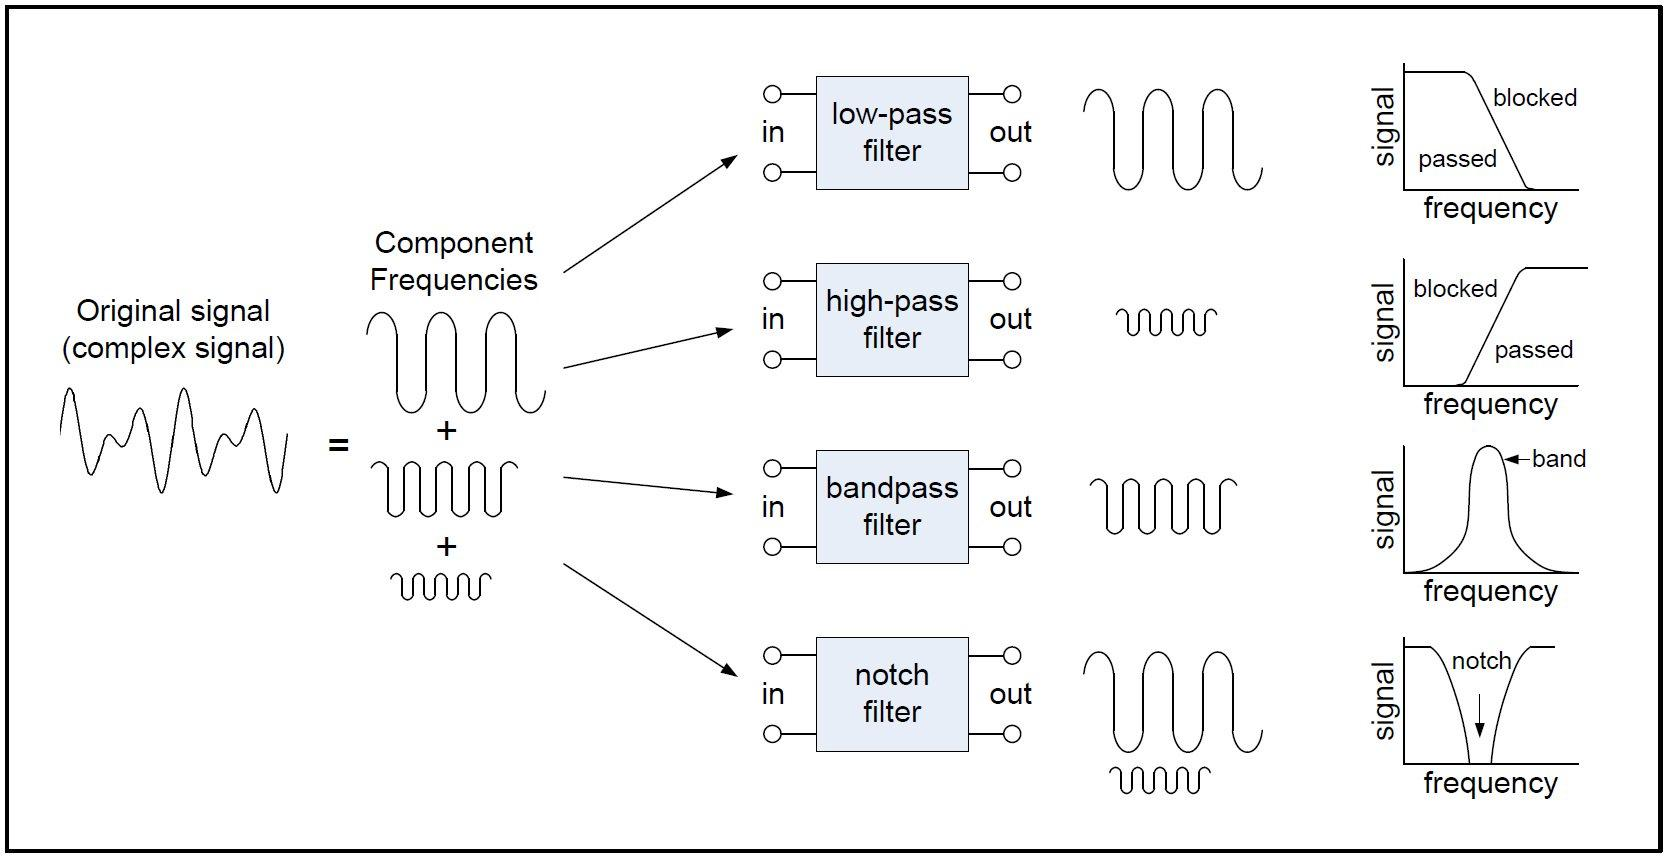 Original signal
(complex signal)
=
Component
Frequencies
+
+
in
low-pass
filter
out
signal
blocked
passed
frequency
in
high-pass
filter
out
signal
blocked
passed
frequency
in
bandpass
filter
out
signal
band
frequency
in
notch
filter
out
signal
notch
frequency